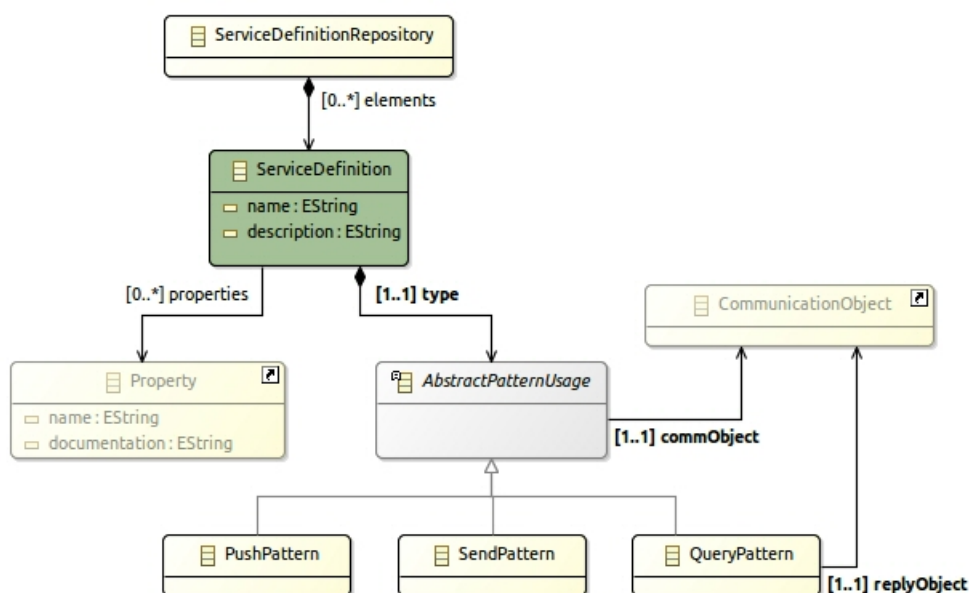 ServiceDefinitionRepository
[0..*] elements
ServiceDefinition
name : EString
description : EString
[0..*] properties
[1..1] type
CommunicationObject
Property
name : EString
documentation : EString
AbstractPatternUsage
[1..1] commObject
PushPattern
SendPattern
QueryPattern
[1..1] replyObject